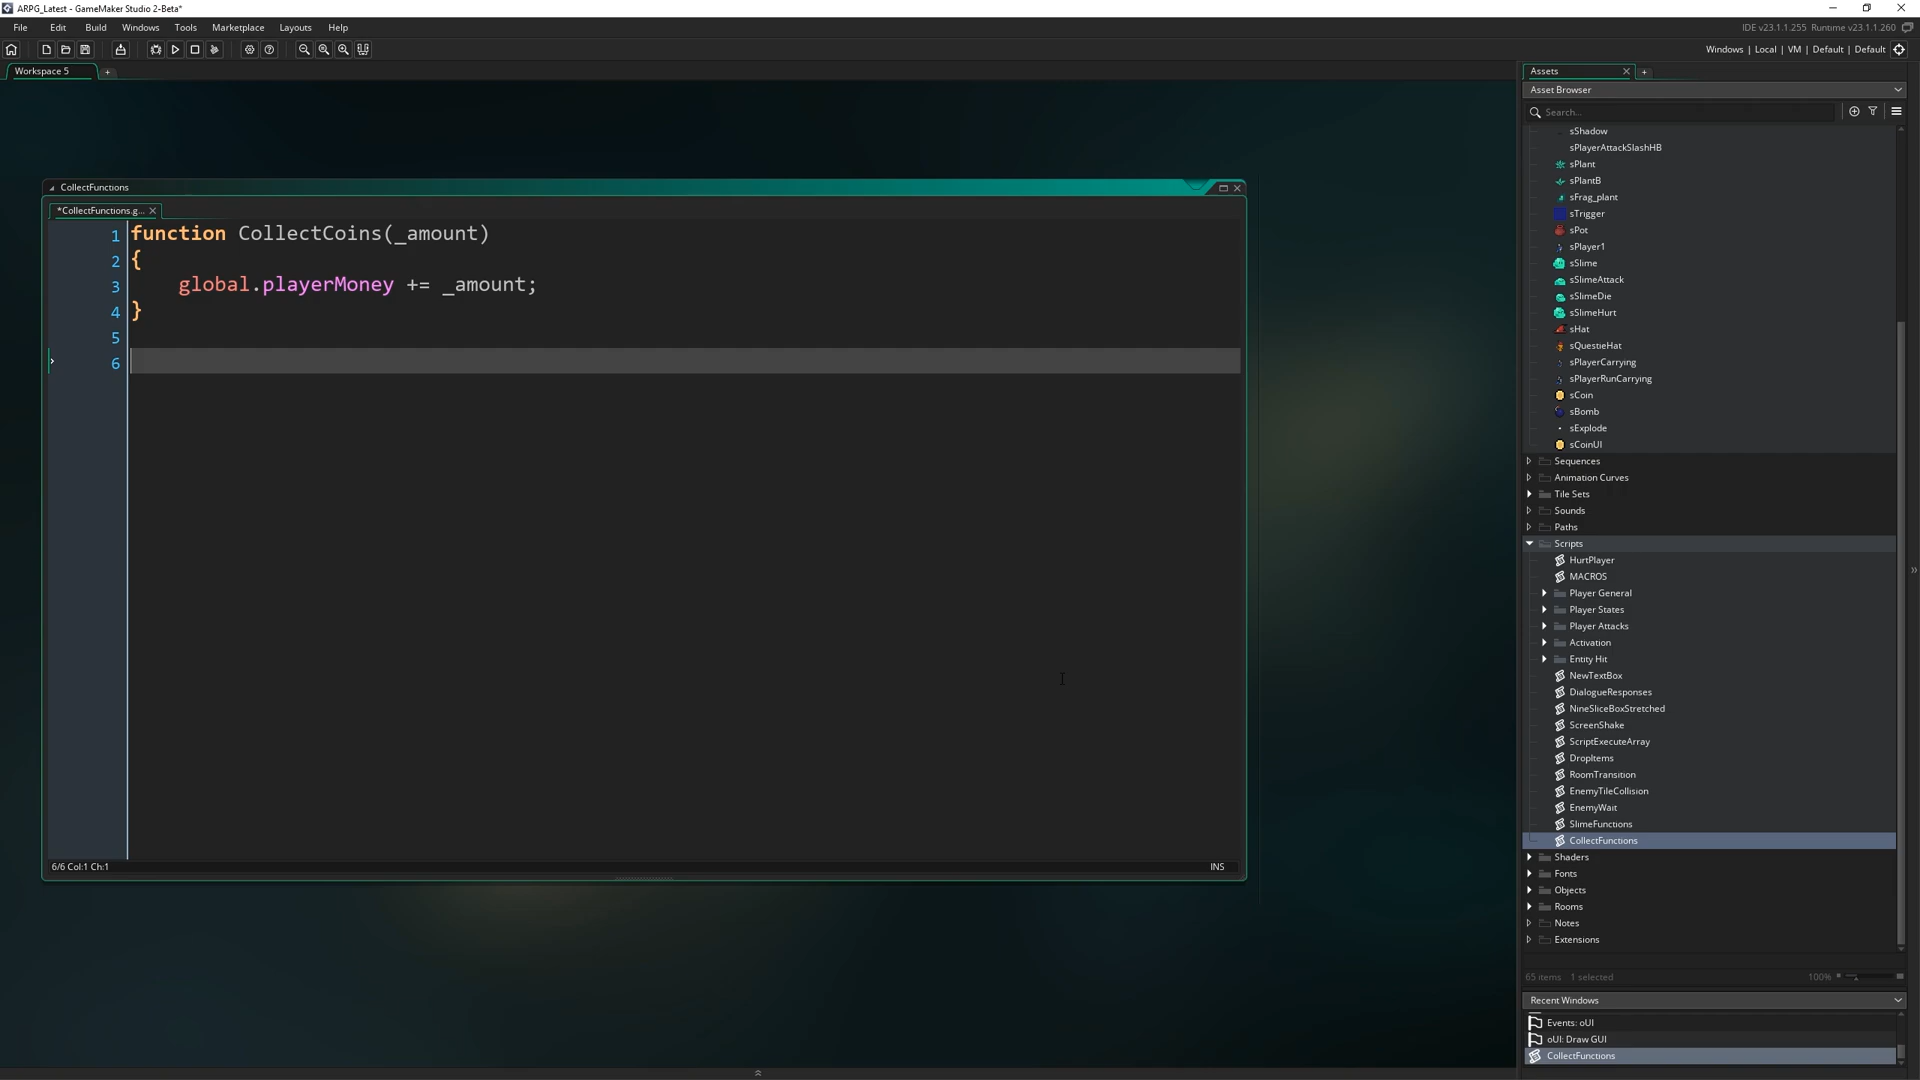 ARPG_Latest - GameMaker Studio 2-Beta*
File Edit Build Windows Tools Marketplace Layouts Help
IDE v23.1.1.255 Runtime v23.1.1.260
Windows | Local | VM | Default | Default
Workspace 5
Assets
Asset Browser
Search...
CollectFunctions
*CollectFunctions.g...
1 function CollectCoins(_amount)
2 {
3 global.playerMoney += _amount;
4 }
5
6
6/6 Col:1 Ch:1
INS
sShadow
sPlayerAttackSlashHB
sPlant
sPlantB
sFrag_plant
sTrigger
sPot
sPlayer1
sSlime
sSlimeAttack
sSlimeDie
sSlimeHurt
sHat
sQuestieHat
sPlayerCarrying
sPlayerRunCarrying
sCoin
sBomb
sExplode
sCoinUI
Sequences
Animation Curves
Tile Sets
Sounds
Paths
Scripts
HurtPlayer
MACROS
Player General
Player States
Player Attacks
Activation
Entity Hit
NewTextBox
DialogueResponses
NineSliceBoxStretched
ScreenShake
ScriptExecuteArray
DropItems
RoomTransition
EnemyTileCollision
EnemyWait
SlimeFunctions
CollectFunctions
Shaders
Fonts
Objects
Rooms
Notes
Extensions
65 items 1 selected
100%
Recent Windows
Events: oUI
oUI: Draw GUI
CollectFunctions